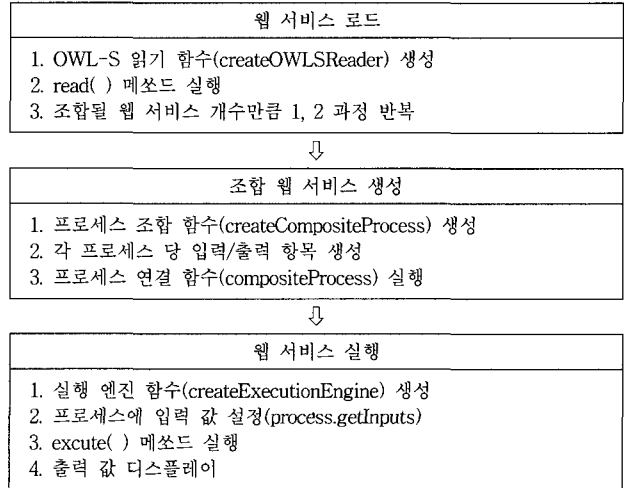 웹 서비스 로드
1. OWL-S 읽기 함수(createOWLSReader) 생성
2. read( ) 메쏘드 실행
3. 조합될 웹 서비스 개수만큼 1, 2 과정 반복
⇩
조합 웹 서비스 생성
1. 프로세스 조합 함수(createCompositeProcess) 생성
2. 각 프로세스 당 입력/출력 항목 생성
3. 프로세스 연결 함수(compositeProcess) 실행
⇩
웹 서비스 실행
1. 실행 엔진 함수(createExecutionEngine) 생성
2. 프로세스에 입력 값 설정(process.getInputs)
3. excute( ) 메쏘드 실행
4. 출력 값 디스플레이